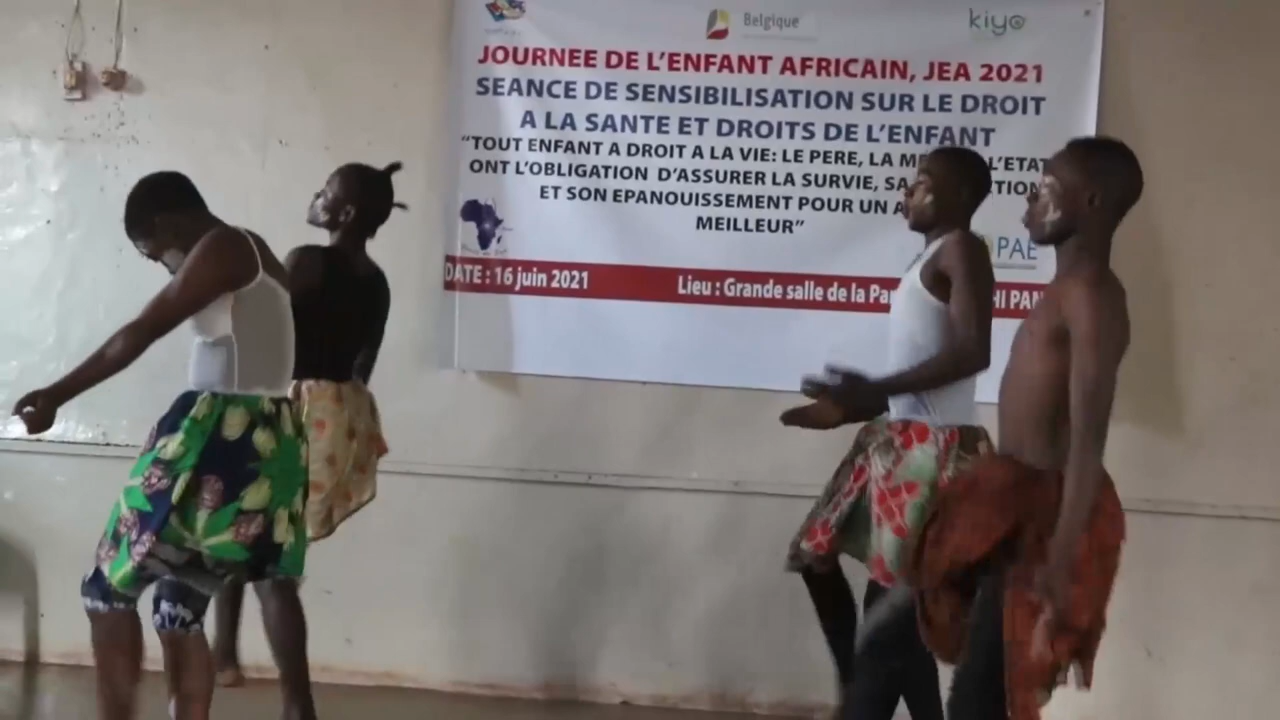 Belgique
kiyo
JOURNEE DE L'ENFANT AFRICAIN, JEA 2021
SEANCE DE SENSIBILISATION SUR LE DROIT
A LA SANTE ET DROITS DE L'ENFANT
"TOUT ENFANT A DROIT A LA VIE: LE PERE, LA L'ETAT
ONT L'OBLIGATION D'ASSURER LA SURVIE, SA
ET SON EPANOUISSEMENT POUR UN
MEILLEUR"
PAE
DATE : 16 juin 2021 Lieu : Grande salle de la